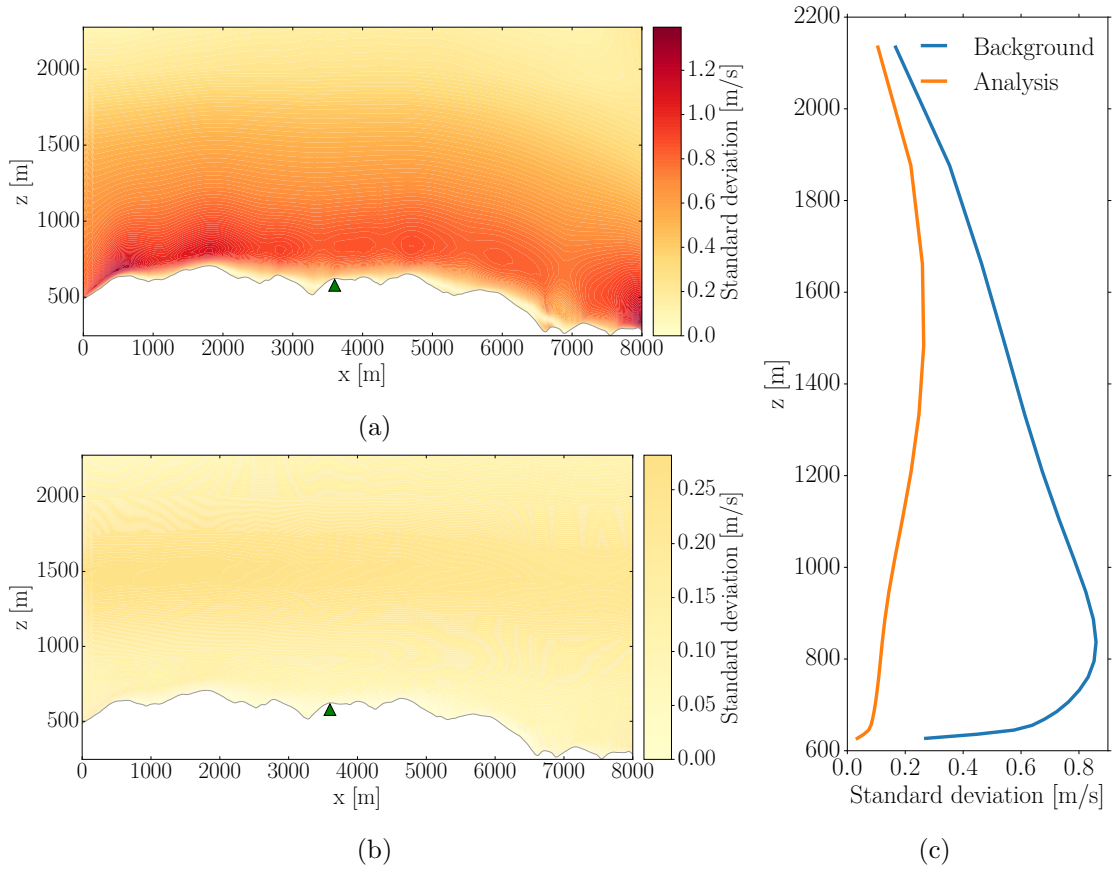 2000
1500
1000
500
z [m]
0 1000 2000 3000 4000 5000 6000 7000 8000
x [m]
1.2
1.0
0.8
0.6
0.4
0.2
0.0
Standard deviation [m/s]
(a)
2000
1500
1000
500
z [m]
0 1000 2000 3000 4000 5000 6000 7000 8000
x [m]
0.25
0.20
0.15
0.10
0.05
0.00
Standard deviation [m/s]
(b)
2200
2000
1800
1600
1400
1200
1000
800
600
z [m]
Background
Analysis
0.0 0.2 0.4 0.6 0.8
Standard deviation [m/s]
(c)